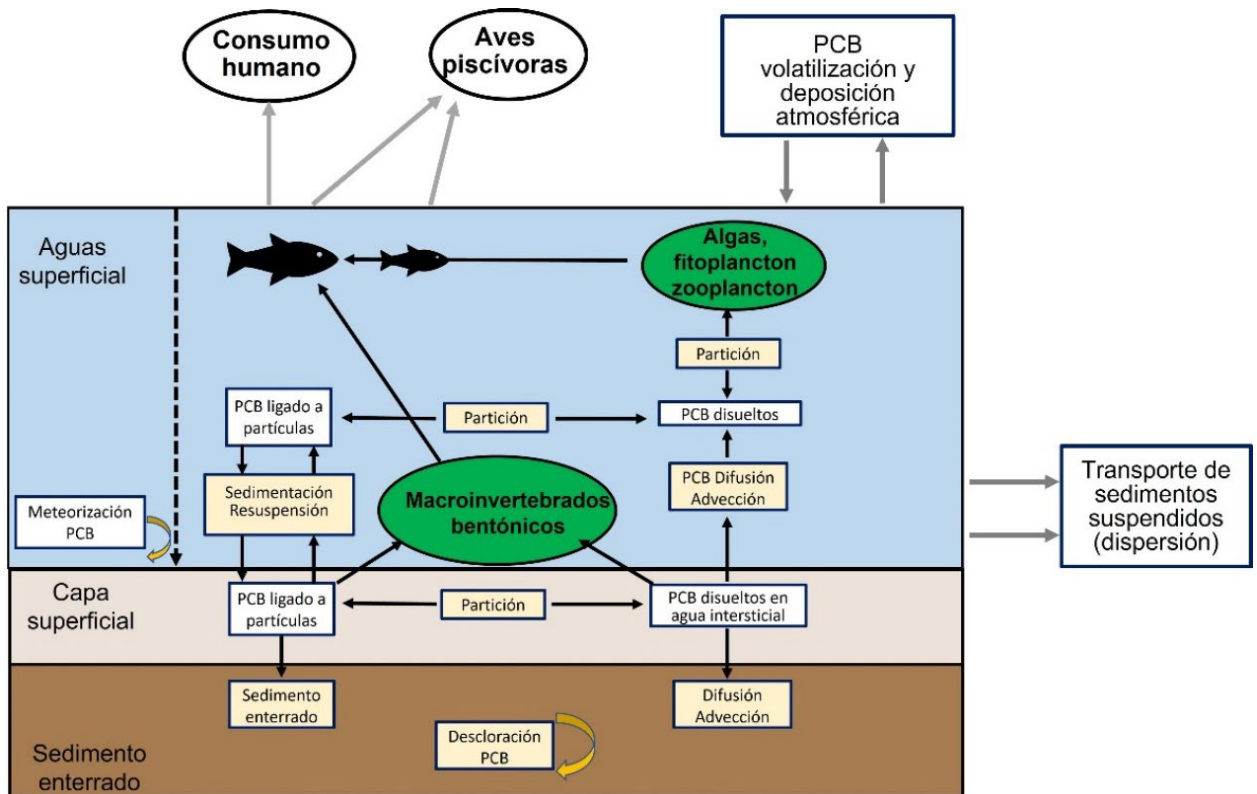 Consumo
humano
Aves
piscívoras
PCB
volatilización y
deposición
atmosférica
Aguas
superficial
Algas,
fitoplancton
zooplancton
Partición
PCB ligado a
partículas
Partición
PCB disueltos
Sedimentación
Resuspensión
Macroinvertebrados
bentónicos
PCB Difusión
Advección
Meteorización
PCB
Transporte de
sedimentos
suspendidos
(dispersión)
Capa
superficial
PCB ligado a
partículas
Partición
PCB disueltos en
agua intersticial
Sedimento
enterrado
Difusión
Advección
Descloración
PCB
Sedimento
enterrado